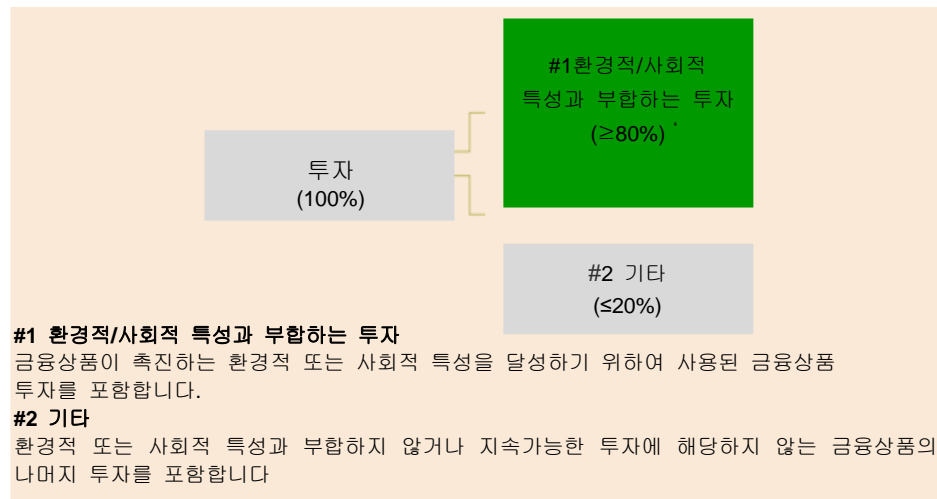 #1환경적/사회적
특성과 부합하는 투자
(≥80%) *
투자
(100%)
#2 기타
(≤20%)
#1 환경적/사회적 특성과 부합하는 투자
금융상품이 촉진하는 환경적 또는 사회적 특성을 달성하기 위하여 사용된 금융상품
투자를 포함합니다.
#2 기타
환경적 또는 사회적 특성과 부합하지 않거나 지속가능한 투자에 해당하지 않는 금융상품의
나머지 투자를 포함합니다